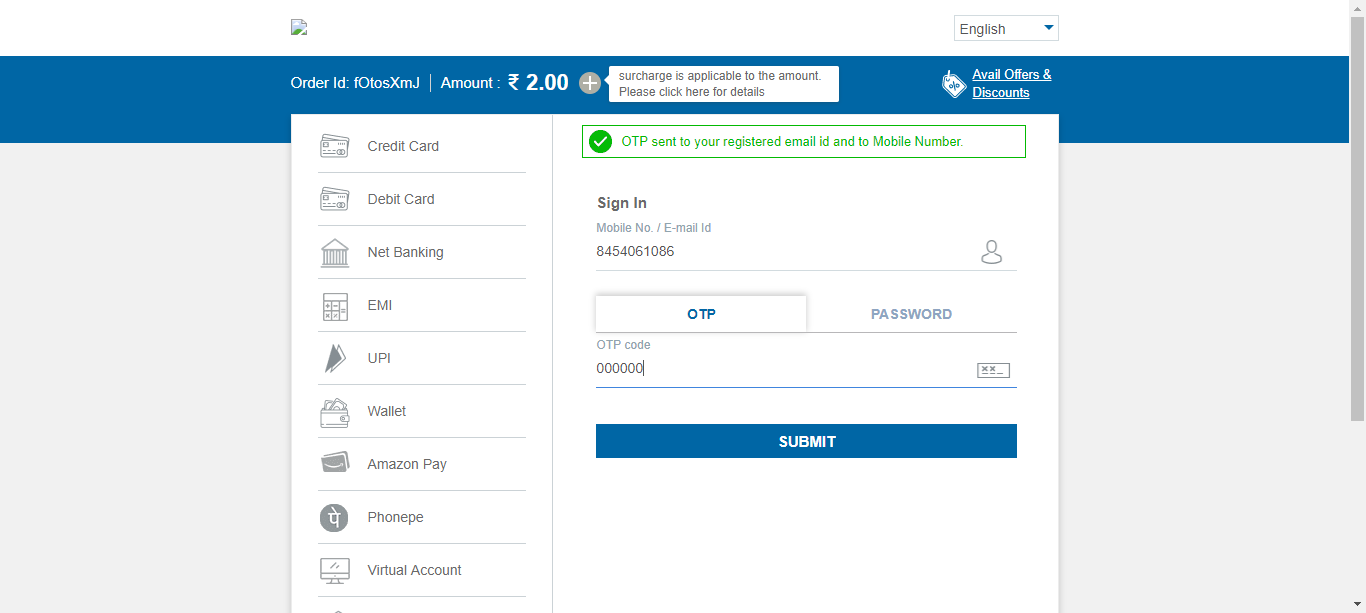 English
Order Id: fOtosXmJ | Amount : ₹ 2.00
surcharge is applicable to the amount.
Please click here for details
Avail Offers &
Discounts
Credit Card
Debit Card
Net Banking
EMI
UPI
Wallet
Amazon Pay
Phonepe
Virtual Account
OTP sent to your registered email id and to Mobile Number.
Sign In
Mobile No. / E-mail Id
8454061086
OTP
PASSWORD
OTP code
000000
SUBMIT